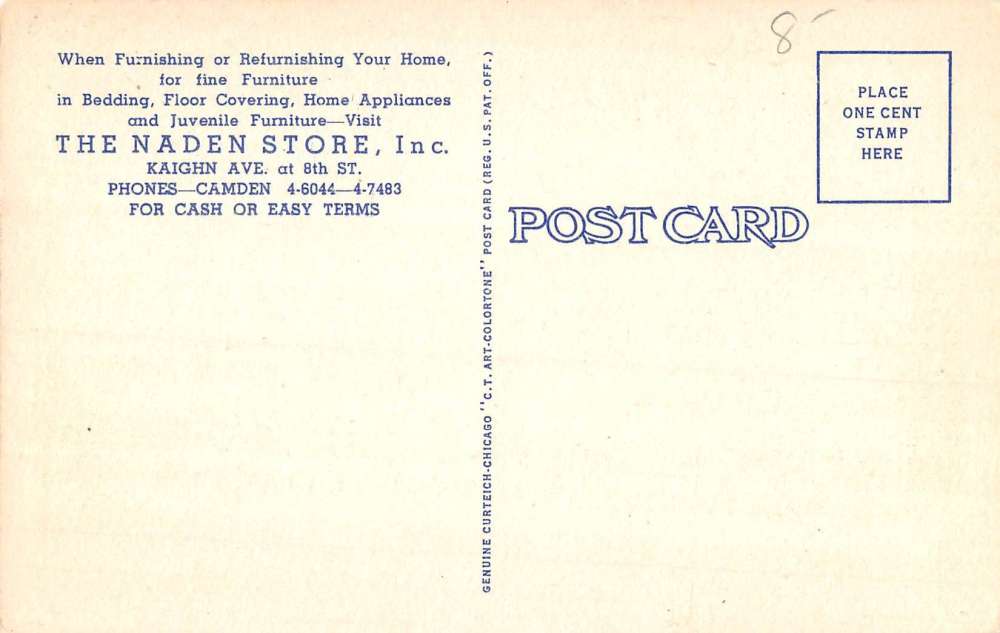 When Furnishing or Refurnishing Your Home,
for fine Furniture
in Bedding, Floor Covering, Home Appliances
and Juvenile Furniture—Visit
THE NADEN STORE, Inc.
KAIGHN AVE. at 8th ST.
PHONES—CAMDEN 4-6044—4-7483
FOR CASH OR EASY TERMS
GENUINE CURTEICH-CHICAGO "C.T. ART-COLORTONE" POST CARD (REG. U.S. PAT. OFF.)
8-
POST CARD
PLACE
ONE CENT
STAMP
HERE